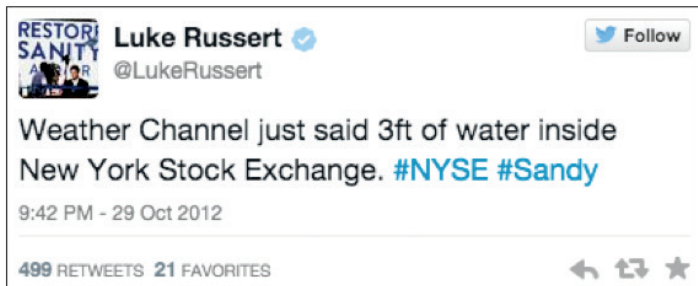 RESTORE
SANITY
Luke Russert
@LukeRussert
Follow
Weather Channel just said 3ft of water inside
New York Stock Exchange. #NYSE #Sandy
9:42 PM - 29 Oct 2012
499 RETWEETS 21 FAVORITES